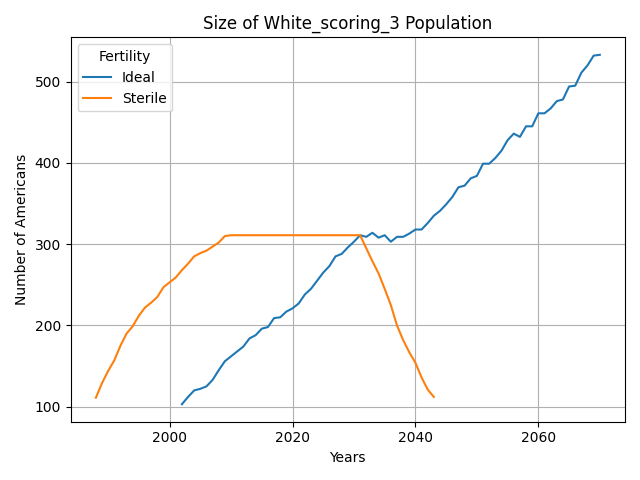 Size of White_scoring_3 Population
Fertility
Ideal
Sterile
Number of Americans
500
400
300
200
100
2000
2020
2040
2060
Years